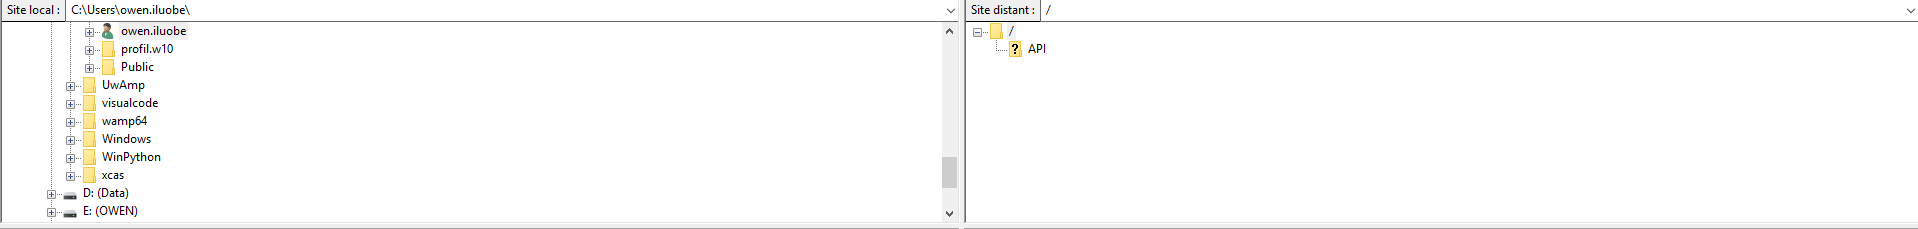 Site local : C:\Users\owen.iluobe\
owen.iluobe
profil.w10
Public
UwAmp
visualcode
wamp64
Windows
WinPython
xcas
D: (Data)
E: (OWEN)
Site distant : /
/
? API